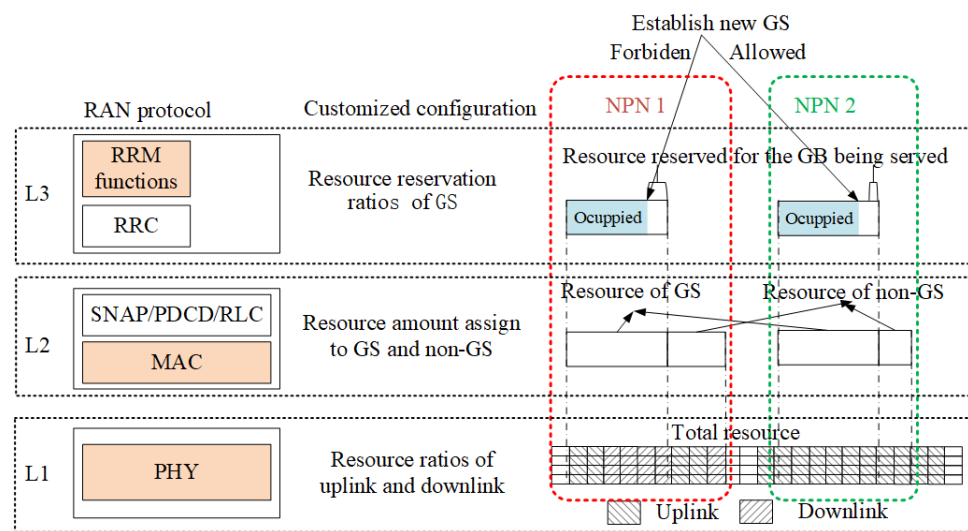 Establish new GS
Forbiden
Allowed
NPN 1
NPN 2
RAN protocol
Customized configuration
L3
RRM
functions
RRC
Resource reservation
ratios of GS
Resource reserved for the GB being served
Ocuppied
Ocuppied
L2
SNAP/PDCD/RLC
MAC
Resource amount assign
to GS and non-GS
Resource of GS
Resource of non-GS
L1
PHY
Resource ratios of
uplink and downlink
Total resource
Uplink
Downlink